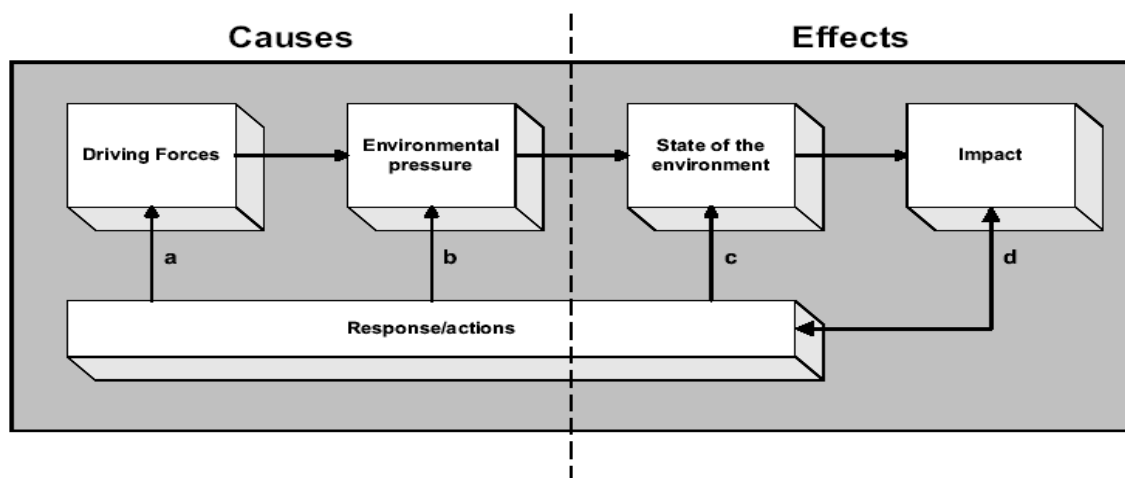 Causes
Effects
Driving Forces
Environmental
pressure
State of the
environment
Impact
a
b
c
d
Response/actions